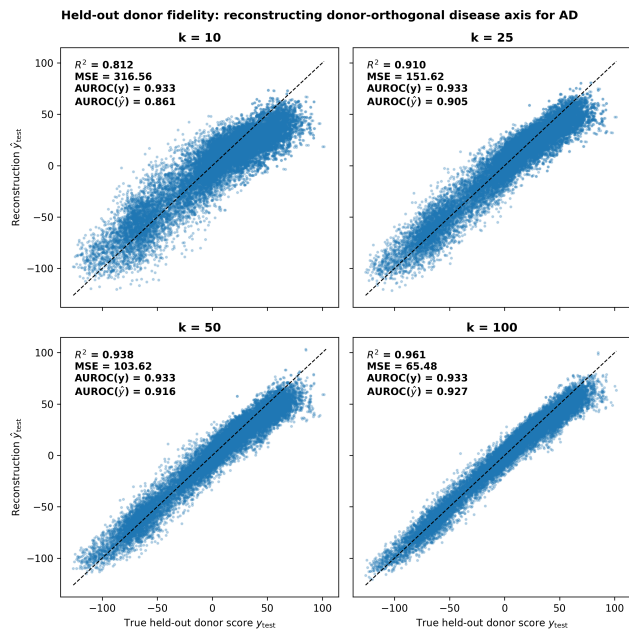 Held-out donor fidelity: reconstructing donor-orthogonal disease axis for AD
k = 10
R² = 0.812
MSE = 316.56
AUROC(y) = 0.933
AUROC(ŷ) = 0.861
100
50
0
−50
−100
Reconstruction ŷ_test
k = 25
R² = 0.910
MSE = 151.62
AUROC(y) = 0.933
AUROC(ŷ) = 0.905
k = 50
R² = 0.938
MSE = 103.62
AUROC(y) = 0.933
AUROC(ŷ) = 0.916
100
50
0
−50
−100
Reconstruction ŷ_test
−100 −50 0 50 100
True held-out donor score y_test
k = 100
R² = 0.961
MSE = 65.48
AUROC(y) = 0.933
AUROC(ŷ) = 0.927
−100 −50 0 50 100
True held-out donor score y_test